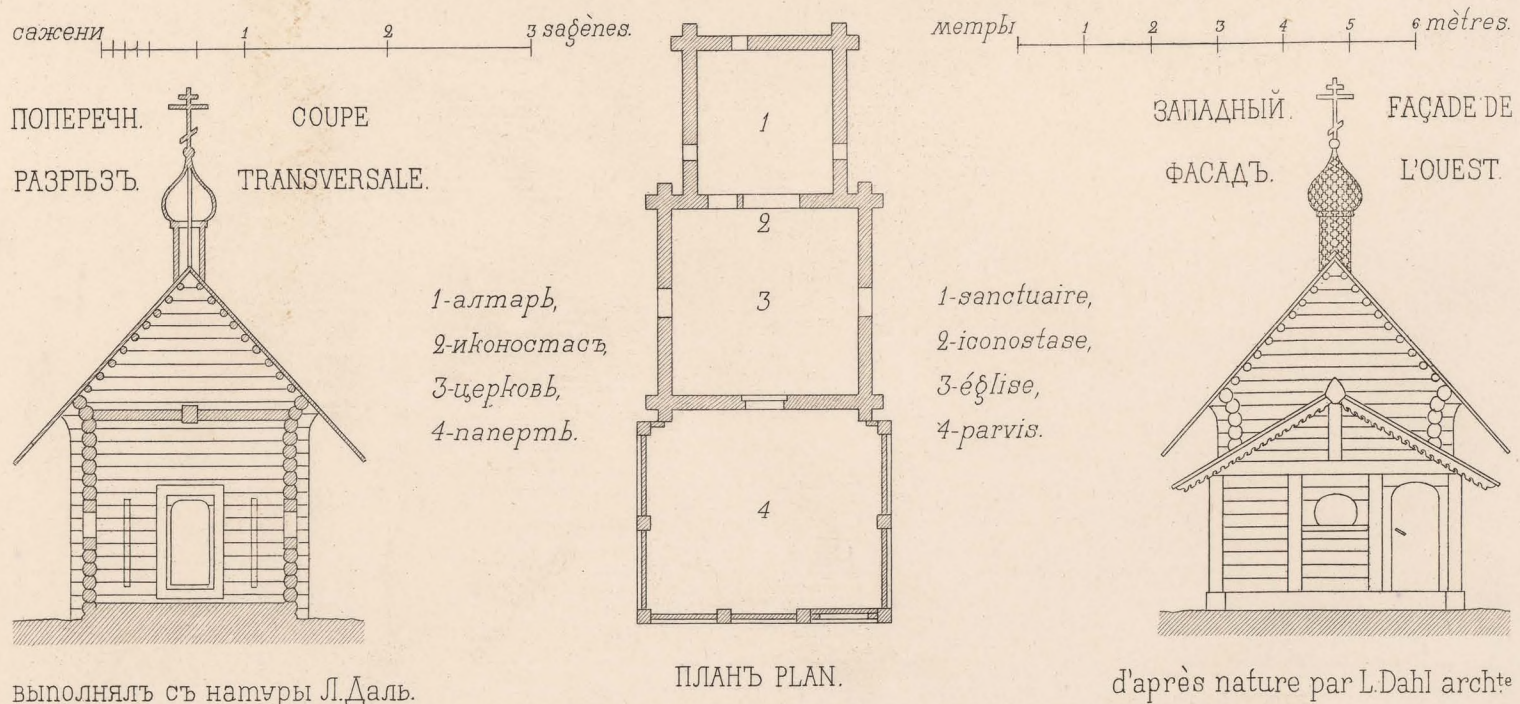 сажени 1 2 3 sagènes.
метры 1 2 3 4 5 6 mètres.
ПОПЕРЕЧН. COUPE
РАЗРѢЗЪ. TRANSVERSALE.
ЗАПАДНЫЙ. FAÇADE DE
ФАСАДЪ. L'OUEST.
1
2
3
4
1-алтарь,
2-иконостасъ,
3-церковь,
4-паперть.
1-sanctuaire,
2-iconostase,
3-église,
4-parvis.
ПЛАНЪ PLAN.
выполнялъ съ натуры Л.Даль.
d'après nature par L.Dahl archte